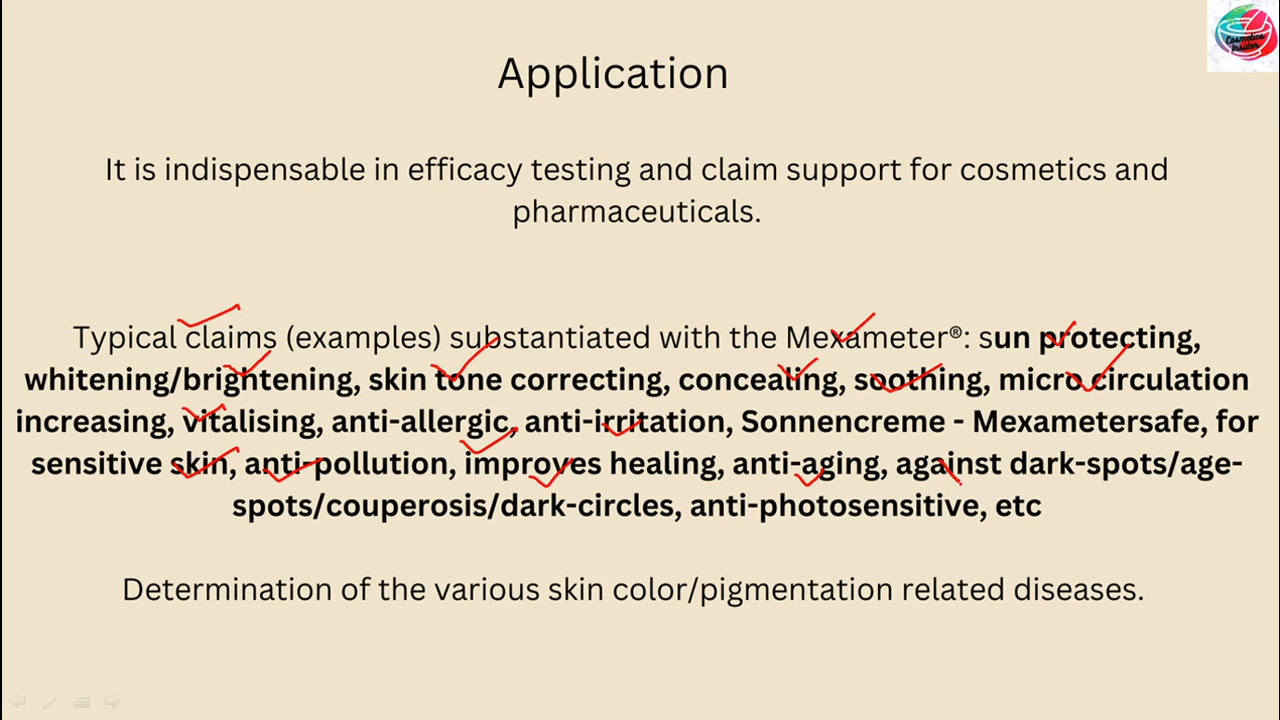 Cosmetics
Insider
Application
It is indispensable in efficacy testing and claim support for cosmetics and
pharmaceuticals.
Typical claims (examples) substantiated with the Mexameter®: sun protecting,
whitening/brightening, skin tone correcting, concealing, soothing, micro circulation
increasing, vitalising, anti-allergic, anti-irritation, Sonnencreme - Mexametersafe, for
sensitive skin, anti-pollution, improves healing, anti-aging, against dark-spots/age-
spots/couperosis/dark-circles, anti-photosensitive, etc
Determination of the various skin color/pigmentation related diseases.